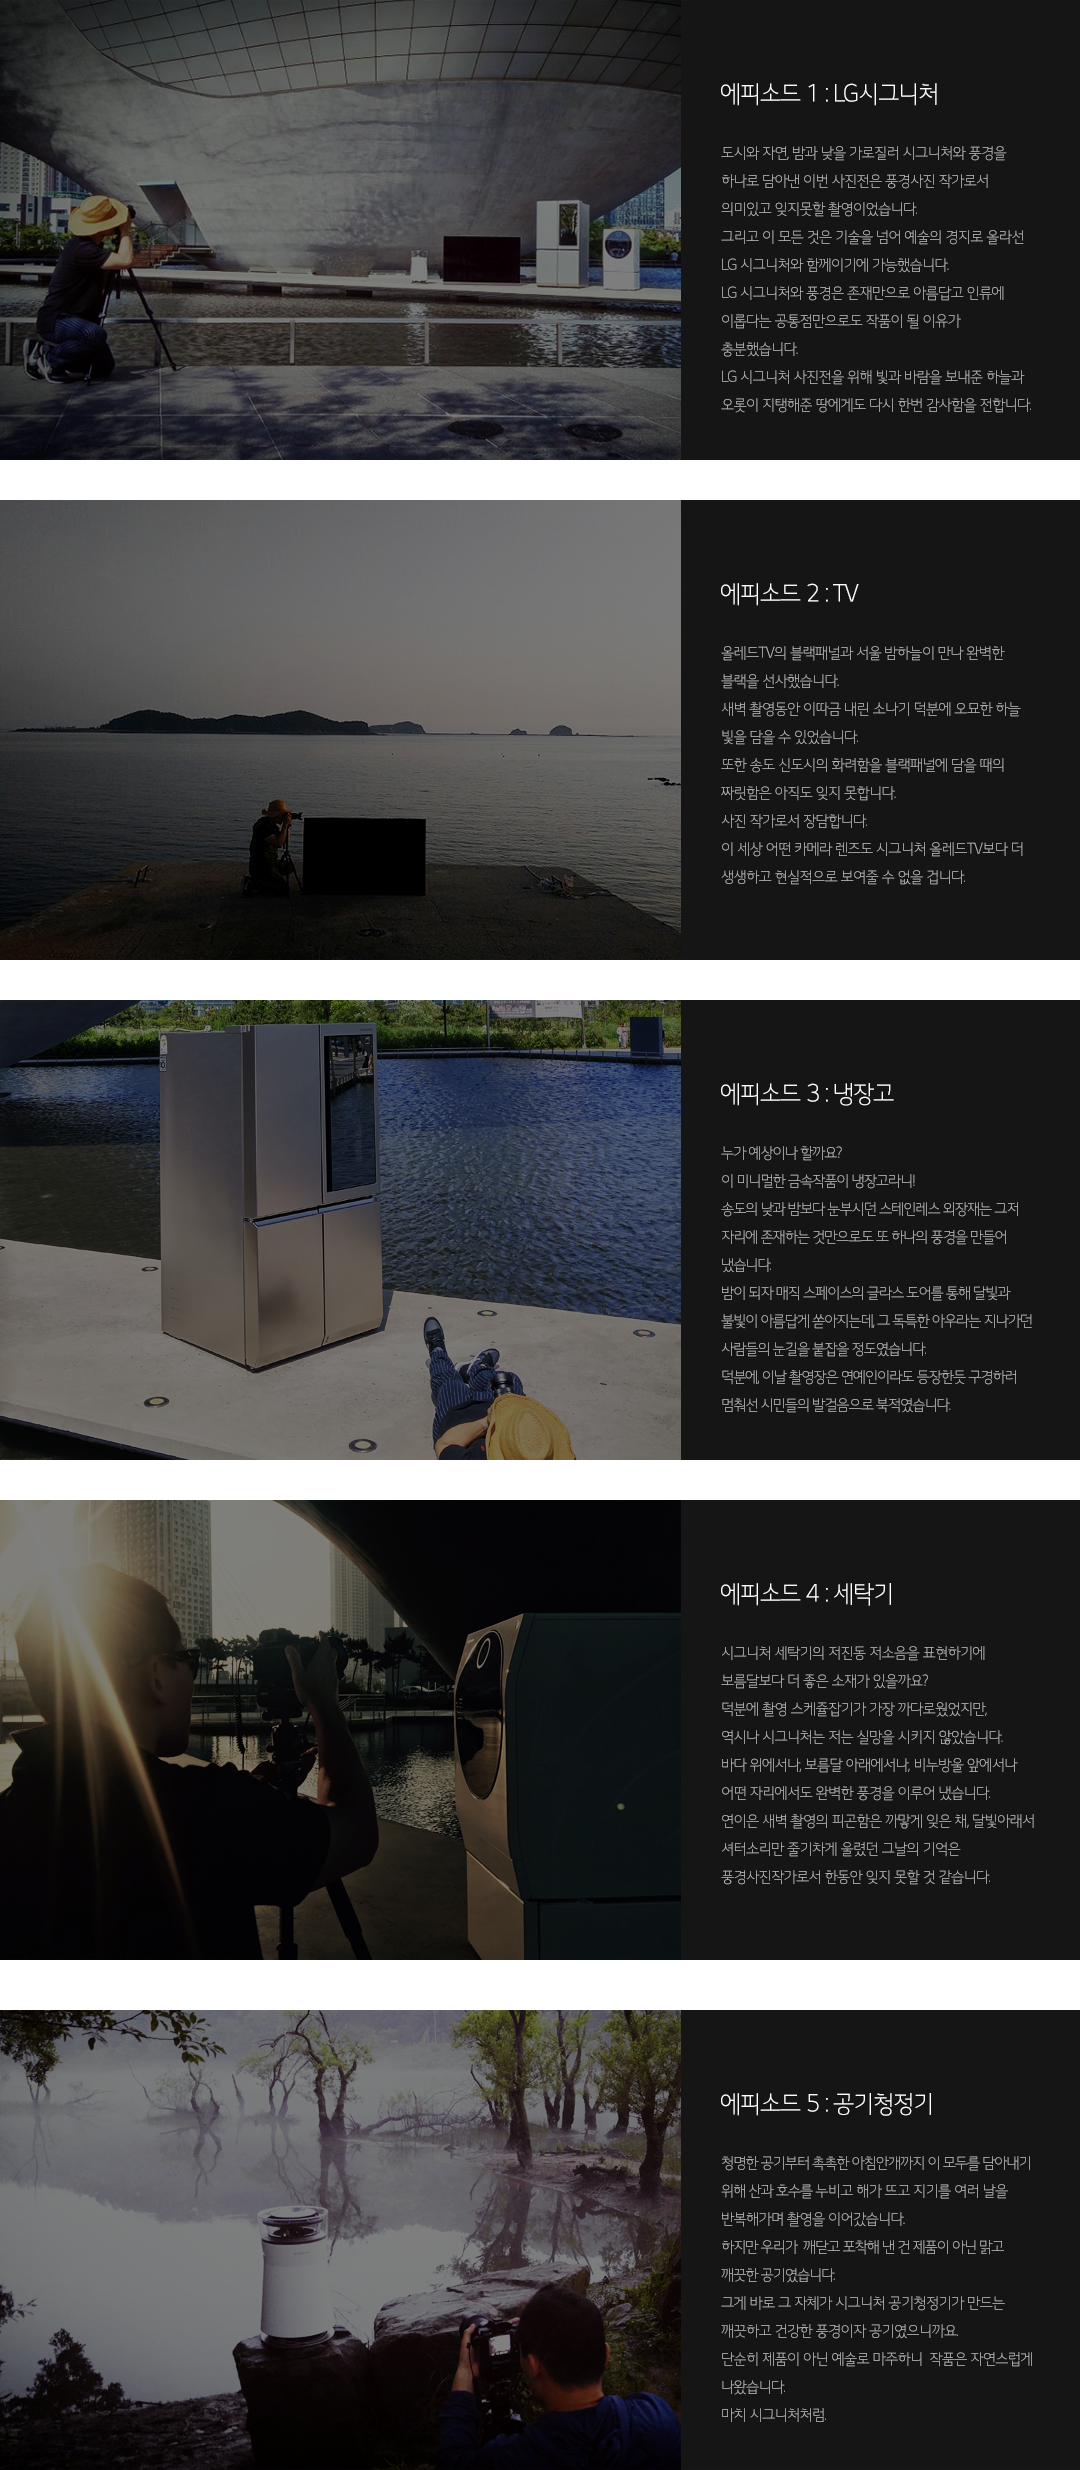 에피소드 1 : LG시그니처
도시와 자연, 밤과 낮을 가로질러 시그니처와 풍경을
하나로 담아낸 이번 사진전은 풍경사진 작가로서
의미있고 잊지못할 촬영이었습니다.
그리고 이 모든 것은 기술을 넘어 예술의 경지로 올라선
LG 시그니처와 함께이기에 가능했습니다.
LG 시그니처와 풍경은 존재만으로 아름답고 인류에
이롭다는 공통점만으로도 작품이 될 이유가
충분했습니다.
LG 시그니처 사진전을 위해 빛과 바람을 보내준 하늘과
오롯이 지탱해준 땅에게도 다시 한번 감사함을 전합니다.
에피소드 2 : TV
올레드TV의 블랙패널과 서울 밤하늘이 만나 완벽한
블랙을 선사했습니다.
새벽 촬영동안 이따금 내린 소나기 덕분에 오묘한 하늘
빛을 담을 수 있었습니다.
또한 송도 신도시의 화려함을 블랙패널에 담을 때의
짜릿함은 아직도 잊지 못합니다.
사진 작가로서 장담합니다.
이 세상 어떤 카메라 렌즈도 시그니처 올레드TV보다 더
생생하고 현실적으로 보여줄 수 없을 겁니다.
에피소드 3 : 냉장고
누가 예상이나 할까요?
이 미니멀한 금속작품이 냉장고라니!
송도의 낮과 밤보다 눈부시던 스테인레스 외장재는 그저
자리에 존재하는 것만으로도 또 하나의 풍경을 만들어
냈습니다.
밤이 되자 매직 스페이스의 글라스 도어를 통해 달빛과
불빛이 아름답게 쏟아지는데, 그 독특한 아우라는 지나가던
사람들의 눈길을 붙잡을 정도였습니다.
덕분에, 이날 촬영장은 연예인이라도 등장한듯 구경하러
멈춰선 시민들의 발걸음으로 북적였습니다.
에피소드 4 : 세탁기
시그니처 세탁기의 저진동 저소음을 표현하기에
보름달보다 더 좋은 소재가 있을까요?
덕분에 촬영 스케쥴잡기가 가장 까다로웠었지만,
역시나 시그니처는 저는 실망을 시키지 않았습니다.
바다 위에서나, 보름달 아래에서나, 비누방울 앞에서나
어떤 자리에서도 완벽한 풍경을 이루어 냈습니다.
연이은 새벽 촬영의 피곤함은 까맣게 잊은 채, 달빛아래서
셔터소리만 줄기차게 울렸던 그날의 기억은
풍경사진작가로서 한동안 잊지 못할 것 같습니다.
에피소드 5 : 공기청정기
청명한 공기부터 촉촉한 아침안개까지 이 모두를 담아내기
위해 산과 호수를 누비고 해가 뜨고 지기를 여러 날을
반복해가며 촬영을 이어갔습니다.
하지만 우리가 깨닫고 포착해 낸 건 제품이 아닌 맑고
깨끗한 공기였습니다.
그게 바로 그 자체가 시그니처 공기청정기가 만드는
깨끗하고 건강한 풍경이자 공기였으니까요.
단순히 제품이 아닌 예술로 마주하니 작품은 자연스럽게
나왔습니다.
마치 시그니처처럼.